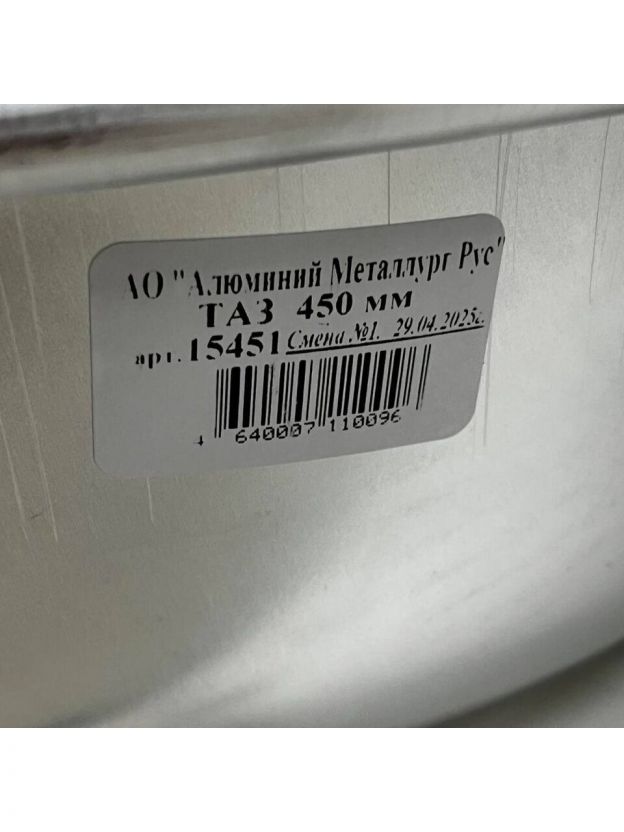 АО "Алюминий Металлург Рус"
ТАЗ 450 мм
арт. 15451 Смена №1. 29.04.2025г.
4 640007 110096